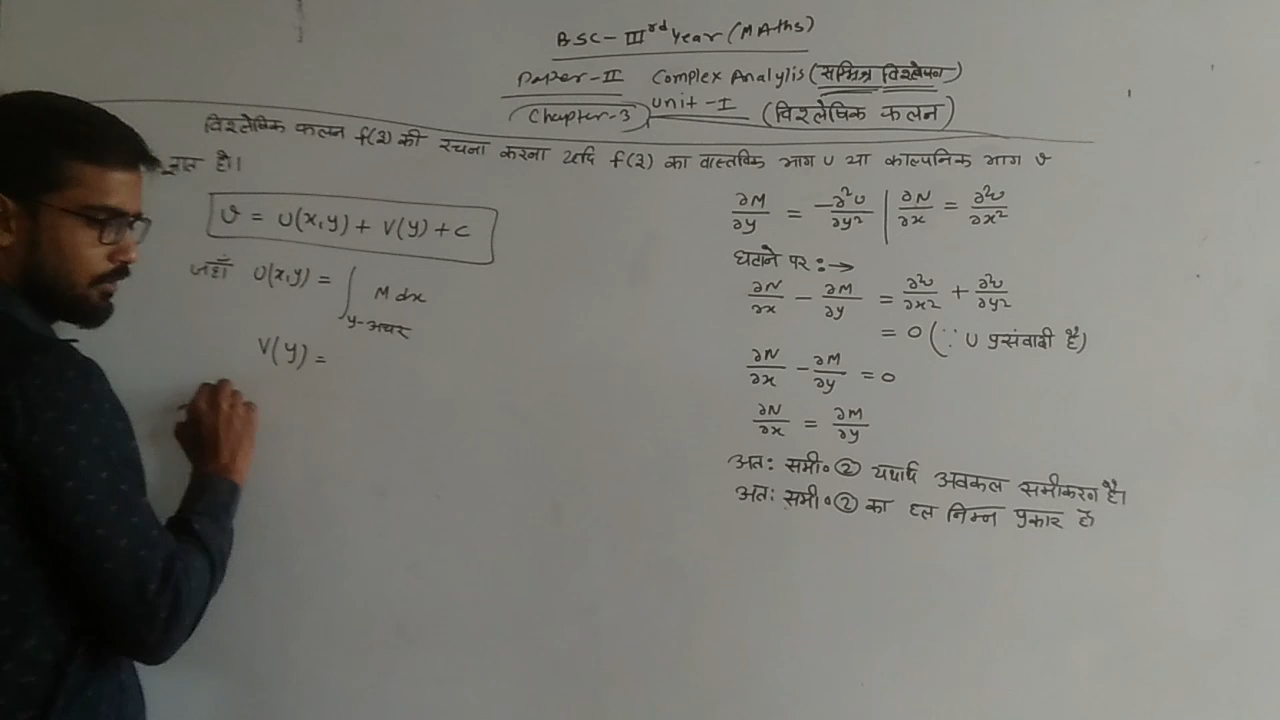 BSC-IIIrd Year (MAths)
Paper-II Complex Analysis (सम्मिश्र विश्लेषण)
Chapter-3 Unit-I (विश्लेषिक फलन)
विश्लेषिक फलन f(z) की रचना करना यदि f(z) का वास्तविक भाग u या काल्पनिक भाग v
ज्ञात हो।
v = U(x,y) + V(y) + c
जहाँ U(x,y) = ∫ M dx
y-अचर
V(y) =
∂M/∂y = -∂²u/∂y² | ∂N/∂x = ∂²u/∂x²
घटाने पर :→
∂N/∂x - ∂M/∂y = ∂²u/∂x² + ∂²u/∂y²
= 0 (∵ u प्रसंवादी है)
∂N/∂x - ∂M/∂y = 0
∂N/∂x = ∂M/∂y
अतः समी० ② यथार्थ अवकल समीकरण है।
अतः समी० ② का हल निम्न प्रकार है